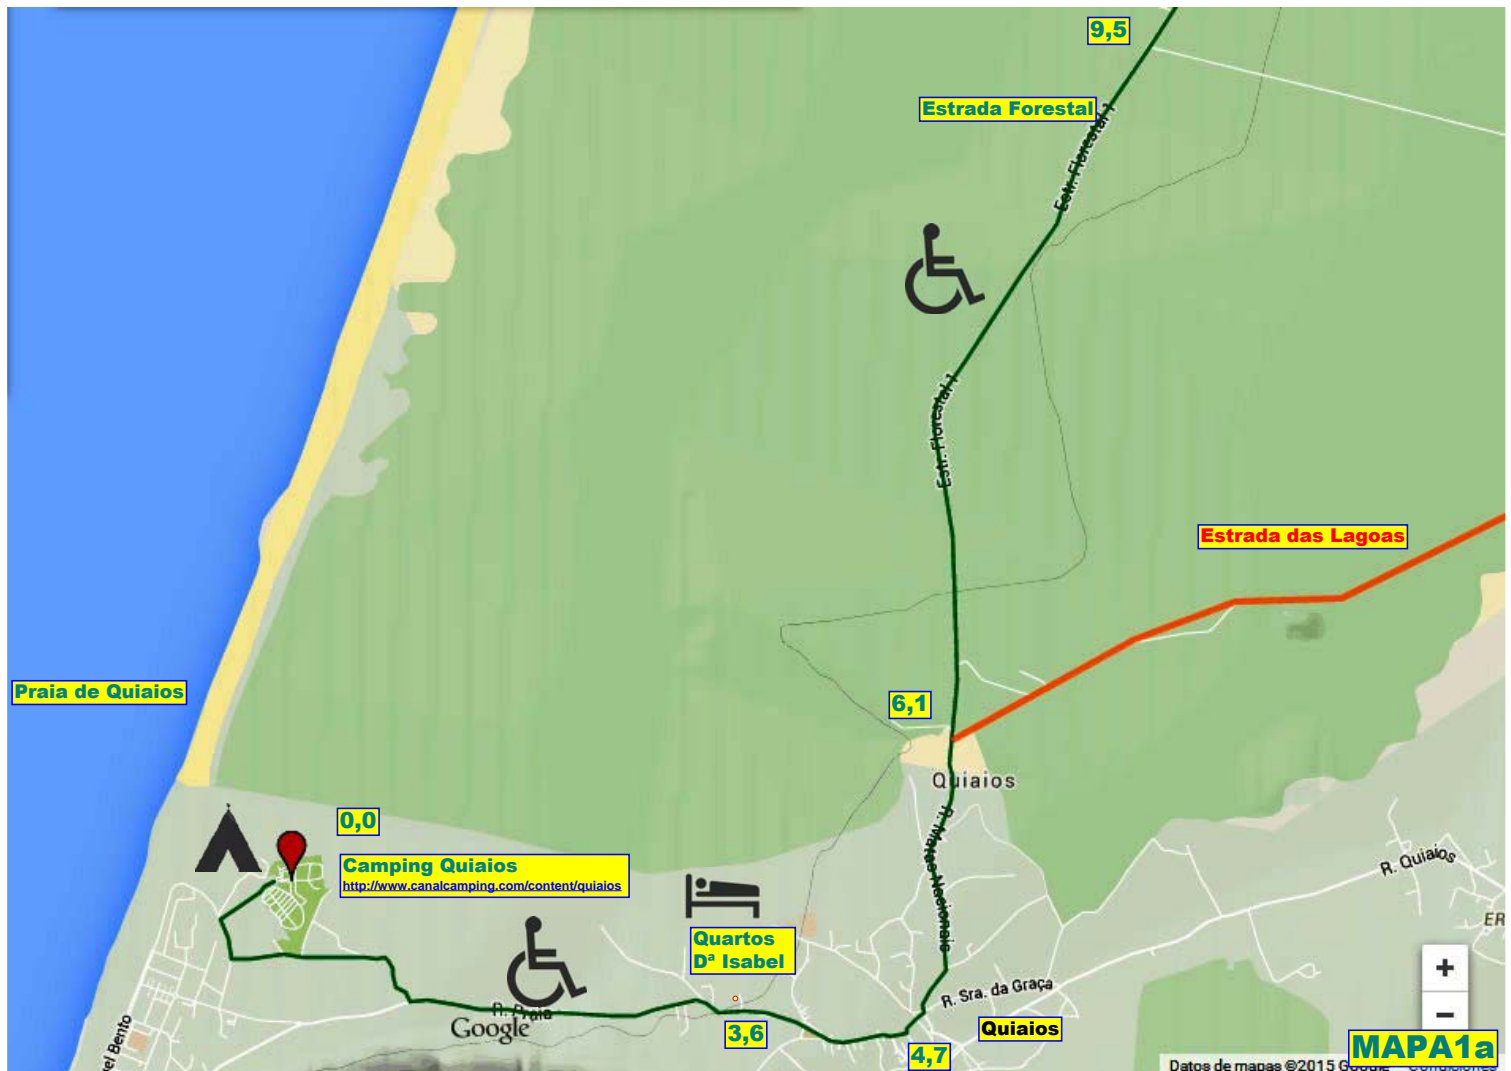 9,5
Estrada Forestal
Estr. Florestal 1
Estr. Florestal 1
Estrada das Lagoas
Praia de Quiaios
6,1
Quiaios
0,0
Camping Quiaios
http://www.canalcamping.com/content/quiaios
R. Matas Nacionais
R. Quiaios
Quartos
Dª Isabel
R. Sra. da Graça
R. Praia
Google
3,6
4,7
Quiaios
+
−
MAPA1a
Datos de mapas ©2015 Google